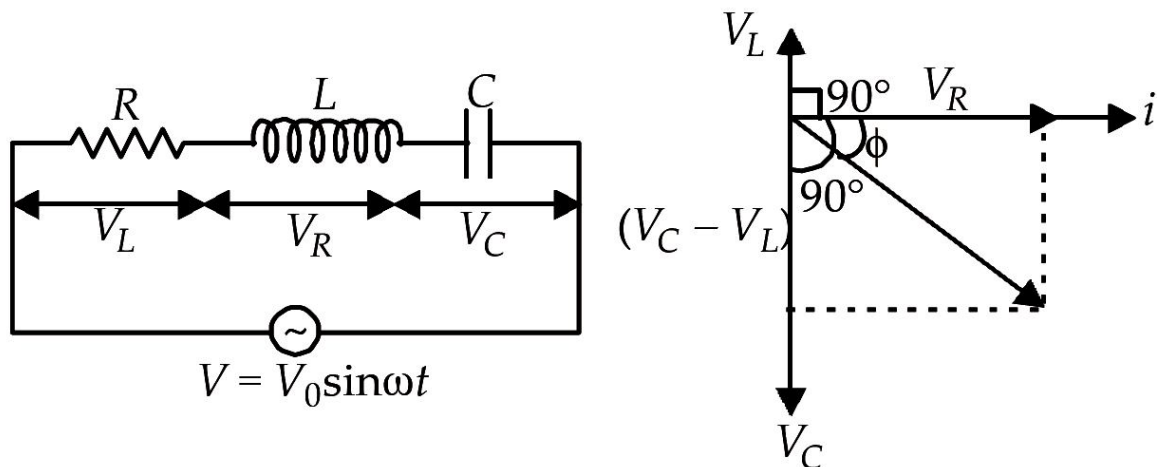 R L C
V_L V_R V_C
~
V = V_0sinωt
V_L
90° V_R i
ϕ
90°
(V_C – V_L)
V_C